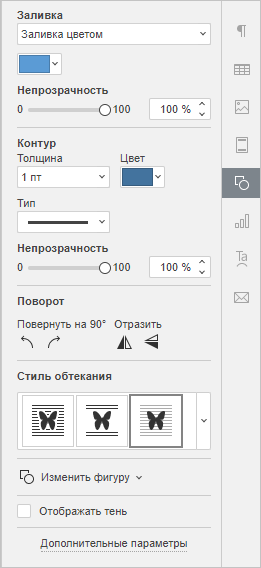 Заливка
Заливка цветом
Непрозрачность
0 100 100 %
Контур
Толщина Цвет
1 пт
Тип
Непрозрачность
0 100 100 %
Поворот
Повернуть на 90° Отразить
Стиль обтекания
Изменить фигуру
Отображать тень
Дополнительные параметры
Ta